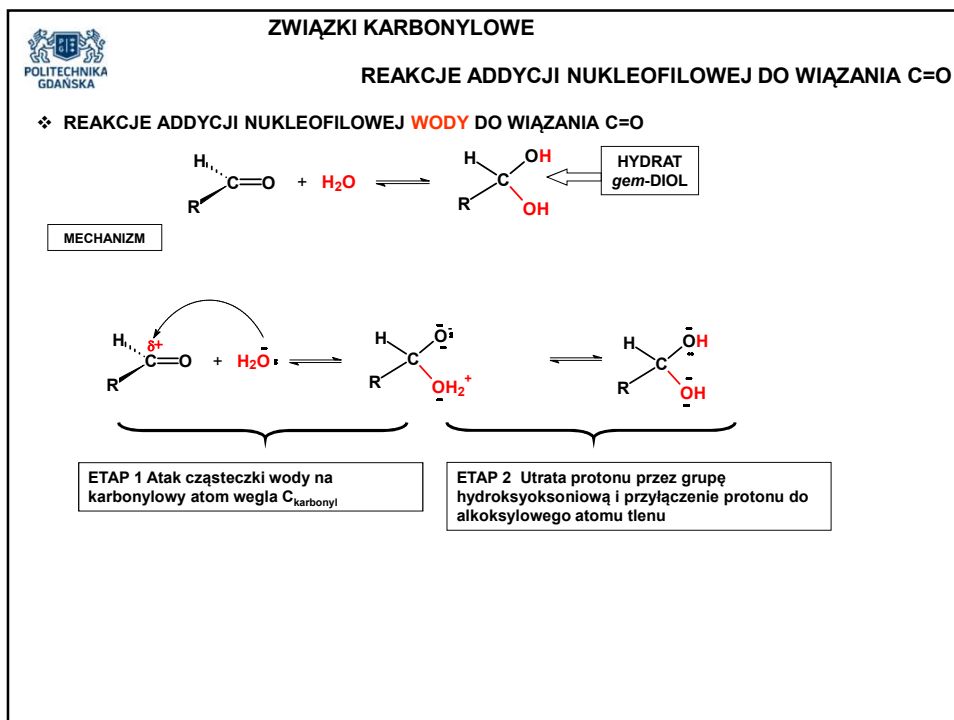 ZWIĄZKI KARBONYLOWE
POLITECHNIKA
GDAŃSKA
REAKCJE ADDYCJI NUKLEOFILOWEJ DO WIĄZANIA C=O
❖ REAKCJE ADDYCJI NUKLEOFILOWEJ WODY DO WIĄZANIA C=O
H R C=O + H₂O ⇌ H R C OH OH
HYDRAT
gem-DIOL
MECHANIZM
H R δ+ C=O + H₂O ⇌ H R C O OH₂⁺ ⇌ H R C OH OH
ETAP 1 Atak cząsteczki wody na
karbonylowy atom wegla C_karbonyl
ETAP 2 Utrata protonu przez grupę
hydroksyoksoniową i przyłączenie protonu do
alkoksylowego atomu tlenu